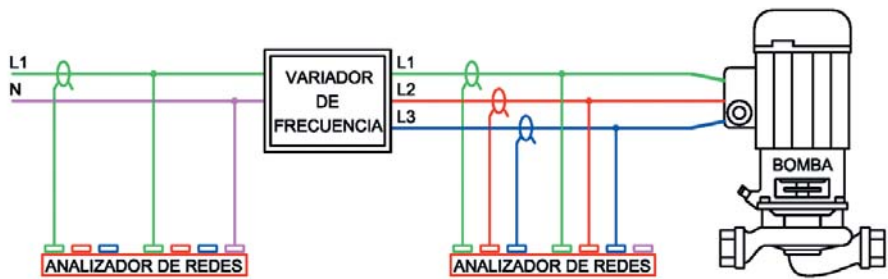 L1
N
VARIADOR
DE
FRECUENCIA
L1
L2
L3
BOMBA
ANALIZADOR DE REDES
ANALIZADOR DE REDES